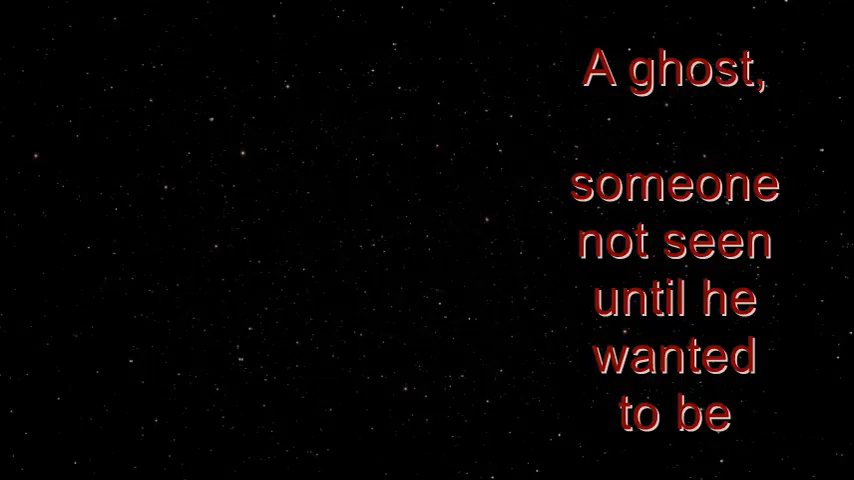 A ghost,
someone
not seen
until he
wanted
to be